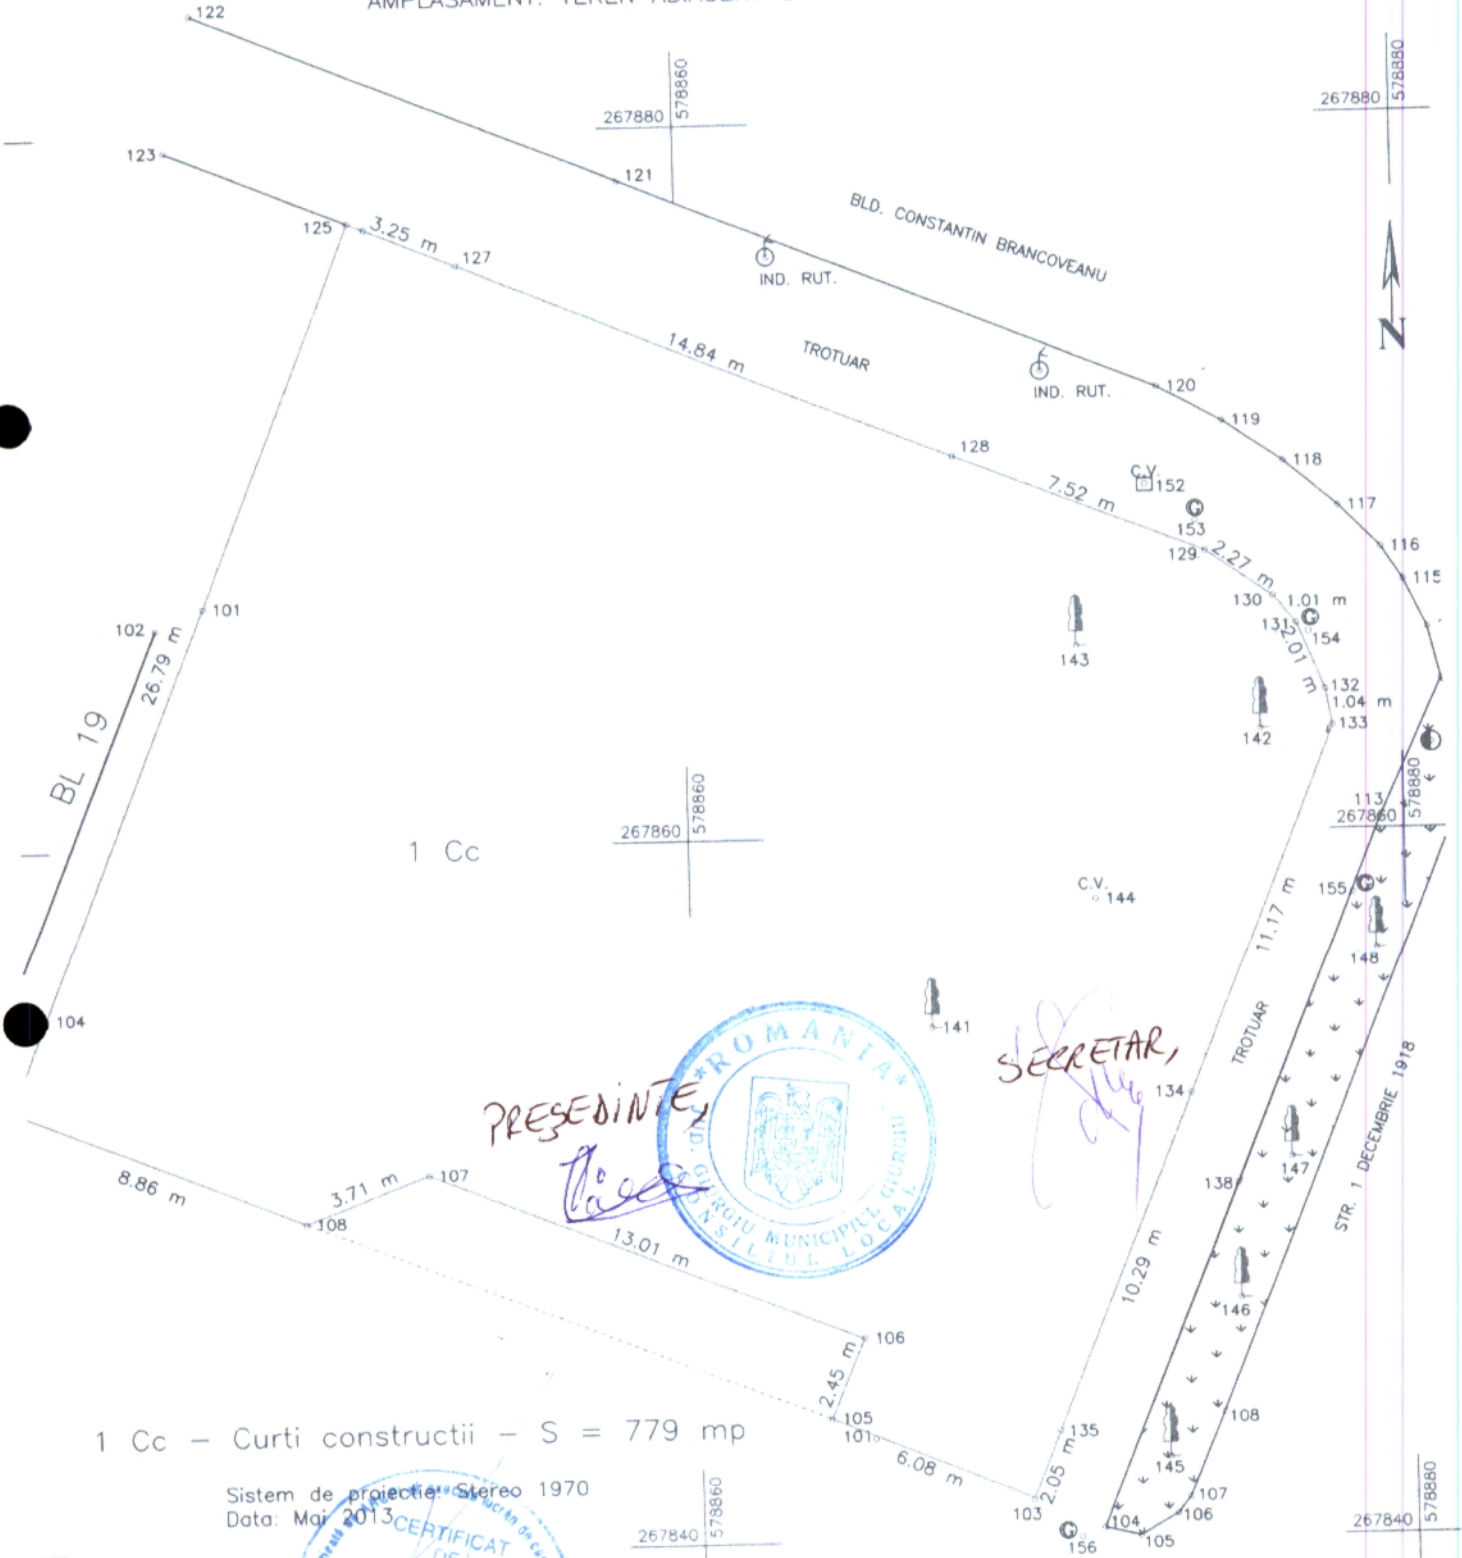 122
578860
267880
578880
267880
123
121
BLD. CONSTANTIN BRANCOVEANU
125
3.25 m
127
IND. RUT.
N
14.84 m
TROTUAR
120
IND. RUT.
119
128
118
C.V.
152
7.52 m
G
117
153
129
2.27 m
116
115
130
1.01 m
G
131
154
2.01 m
101
102
26.79 m
143
132
1.04 m
133
142
BL 19
578860
267860
578880
113
267860
1 Cc
C.V.
144
155
G
11.17 m
148
104
141
TROTUAR
ROMANIA
SECRETAR,
PREȘEDINTE,
JUD. GIURGIU MUNICIPIUL GIURGIU
CONSILIUL LOCAL
134
STR. 1 DECEMBRIE 1918
147
138
8.86 m
3.71 m
107
108
13.01 m
10.29 m
146
106
2.45 m
105
101
108
135
1 Cc - Curti constructii - S = 779 mp
6.08 m
2.05 m
145
Sistem de proiectie: Stereo 1970
Data: Mai 2013
CERTIFICAT
578860
267840
103
107
106
104
105
G
156
578880
267840